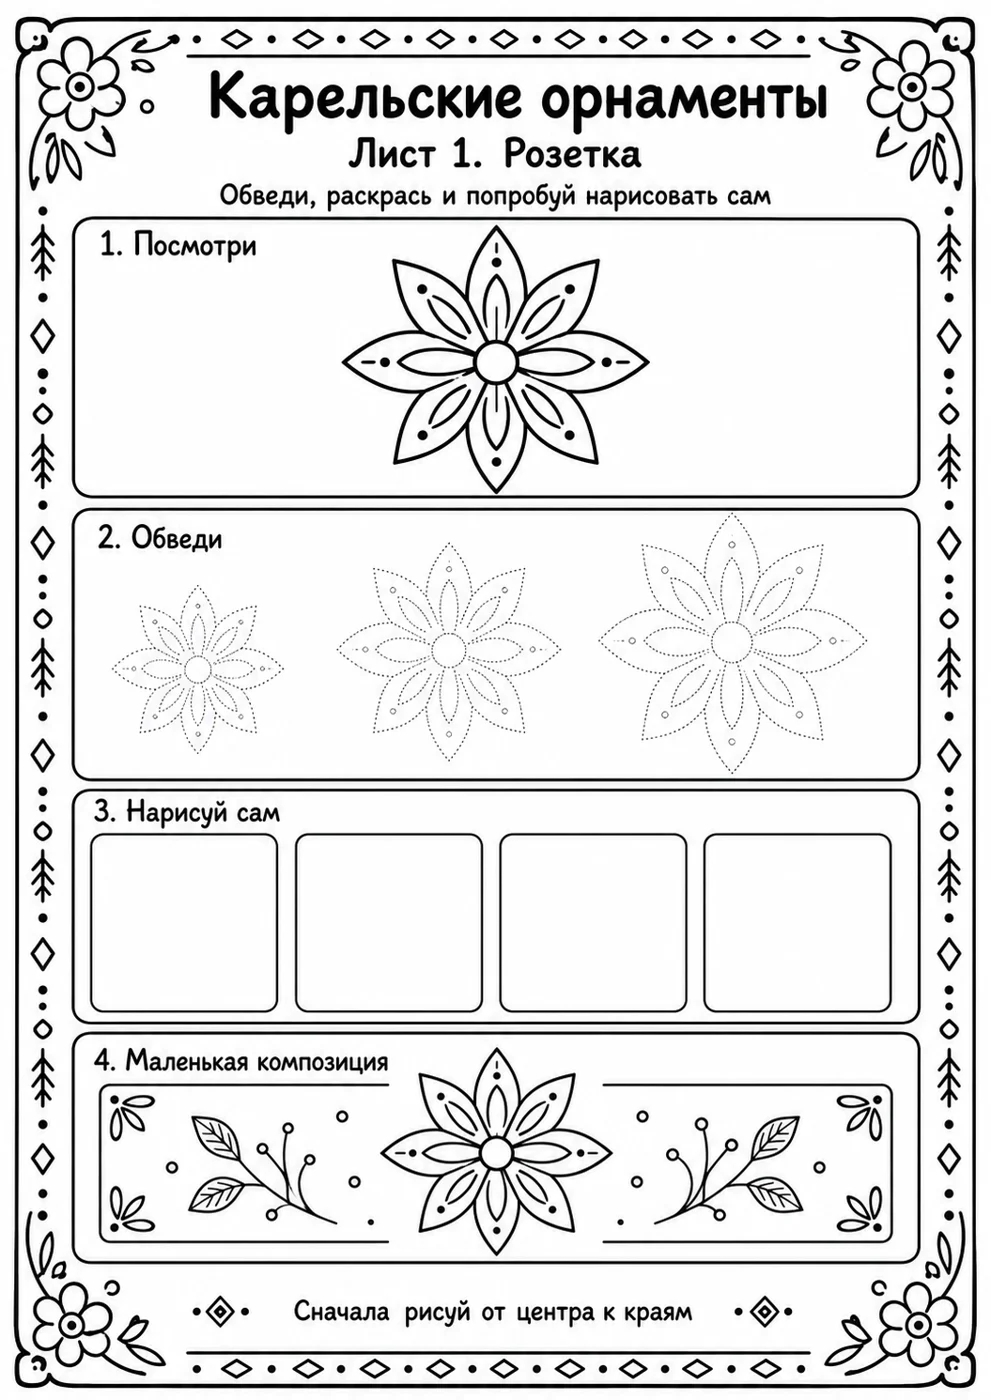 Карельские орнаменты
Лист 1. Розетка
Обведи, раскрась и попробуй нарисовать сам
1. Посмотри
2. Обведи
3. Нарисуй сам
4. Маленькая композиция
Сначала рисуй от центра к краям